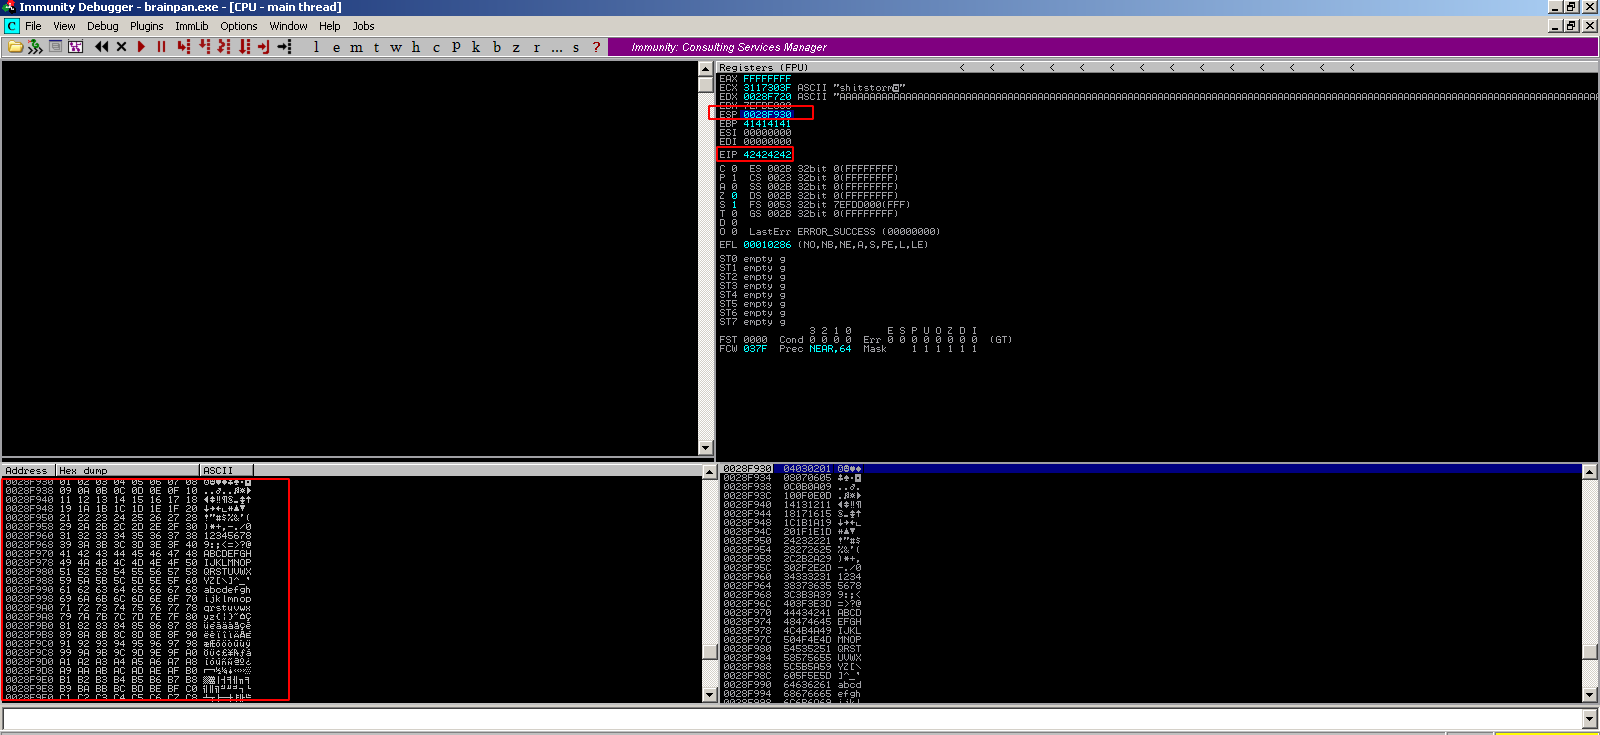 Immunity Debugger - brainpan.exe - [CPU - main thread]
C File View Debug Plugins ImmLib Options Window Help Jobs
l e m t w h c p k b z r ... s ? Immunity: Consulting Services Manager
Registers (FPU) < < < < < < < < < < < < < <
EAX FFFFFFFF
ECX 3117303F ASCII "shitstorm
EDX 0028F720 ASCII
EBX 7EFDE000
ESP 0028F930
EBP 41414141
ESI 00000000
EDI 00000000
EIP 42424242
C 0 ES 002B 32bit 0(FFFFFFFF)
P 1 CS 0023 32bit 0(FFFFFFFF)
A 0 SS 002B 32bit 0(FFFFFFFF)
Z 0 DS 002B 32bit 0(FFFFFFFF)
S 1 FS 0053 32bit 7EFDD000(FFF)
T 0 GS 002B 32bit 0(FFFFFFFF)
D 0
O 0 LastErr ERROR_SUCCESS (00000000)
EFL 00010286 (NO,NB,NE,A,S,PE,L,LE)
ST0 empty g
ST1 empty g
ST2 empty g
ST3 empty g
ST4 empty g
ST5 empty g
ST6 empty g
ST7 empty g
3 2 1 0 E S P U O Z D I
FST 0000 Cond 0 0 0 0 Err 0 0 0 0 0 0 0 0 (GT)
FCW 037F Prec NEAR,64 Mask 1 1 1 1 1 1
Address Hex dump ASCII
0028F930 01 02 03 04 05 06 07 08
0028F938 09 0A 0B 0C 0D 0E 0F 10
0028F940 11 12 13 14 15 16 17 18
0028F948 19 1A 1B 1C 1D 1E 1F 20
0028F950 21 22 23 24 25 26 27 28 !"#$%&'(
0028F958 29 2A 2B 2C 2D 2E 2F 30 )*+,-./0
0028F960 31 32 33 34 35 36 37 38 12345678
0028F968 39 3A 3B 3C 3D 3E 3F 40 9:;<=>?@
0028F970 41 42 43 44 45 46 47 48 ABCDEFGH
0028F978 49 4A 4B 4C 4D 4E 4F 50 IJKLMNOP
0028F980 51 52 53 54 55 56 57 58 QRSTUVWX
0028F988 59 5A 5B 5C 5D 5E 5F 60 YZ[\]^_`
0028F990 61 62 63 64 65 66 67 68 abcdefgh
0028F998 69 6A 6B 6C 6D 6E 6F 70 ijklmnop
0028F9A0 71 72 73 74 75 76 77 78 qrstuvwx
0028F9A8 79 7A 7B 7C 7D 7E 7F 80
0028F9B0 81 82 83 84 85 86 87 88
0028F9B8 89 8A 8B 8C 8D 8E 8F 90
0028F9C0 91 92 93 94 95 96 97 98
0028F9C8 99 9A 9B 9C 9D 9E 9F A0
0028F9D0 A1 A2 A3 A4 A5 A6 A7 A8
0028F9D8 A9 AA AB AC AD AE AF B0
0028F9E0 B1 B2 B3 B4 B5 B6 B7 B8
0028F9E8 B9 BA BB BC BD BE BF C0
0028F9F0 C1 C2 C3 C4 C5 C6 C7 C8
0028F930 04030201
0028F934 08070605
0028F938 0C0B0A09
0028F93C 100F0E0D
0028F940 14131211
0028F944 18171615
0028F948 1C1B1A19
0028F94C 201F1E1D
0028F950 24232221 !"#$
0028F954 28272625 %&'(
0028F958 2C2B2A29 )*+,
0028F95C 302F2E2D -./0
0028F960 34333231 1234
0028F964 38373635 5678
0028F968 3C3B3A39 9:;<
0028F96C 403F3E3D =>?@
0028F970 44434241 ABCD
0028F974 48474645 EFGH
0028F978 4C4B4A49 IJKL
0028F97C 504F4E4D MNOP
0028F980 54535251 QRST
0028F984 58575655 UVWX
0028F988 5C5B5A59 YZ[\
0028F98C 605F5E5D ]^_`
0028F990 64636261 abcd
0028F994 68676665 efgh
0028F998 6C6B6A69 ijkl